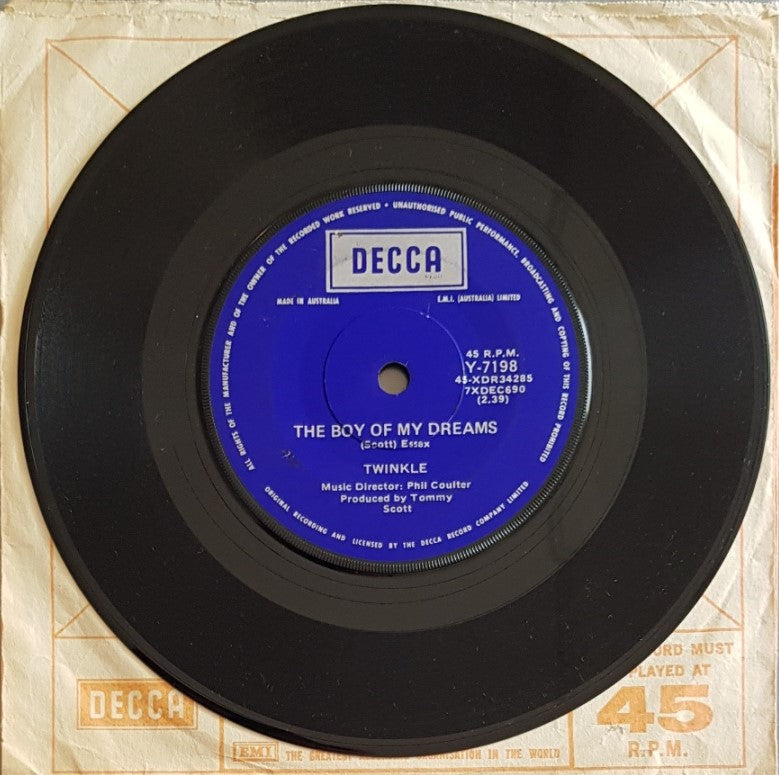 ALL RIGHTS OF THE MANUFACTURER AND OF THE OWNER OF THE RECORDED WORK RESERVED • UNAUTHORISED PUBLIC PERFORMANCE, BROADCASTING AND COPYING OF THIS RECORD PROHIBITED
DECCA
MADE IN AUSTRALIA
E.M.I. (AUSTRALIA) LIMITED
45 R.P.M.
Y-7198
45-XDR34285
7XDEC690
(2.39)
THE BOY OF MY DREAMS
(Scott) Essex
TWINKLE
Music Director: Phil Coulter
Produced by Tommy
Scott
ORIGINAL RECORDING AND LICENSED BY THE DECCA RECORD COMPANY LIMITED
DECCA
EMI THE GREATEST ORGANISATION IN THE WORLD
MUST
PLAYED AT
45
R.P.M.